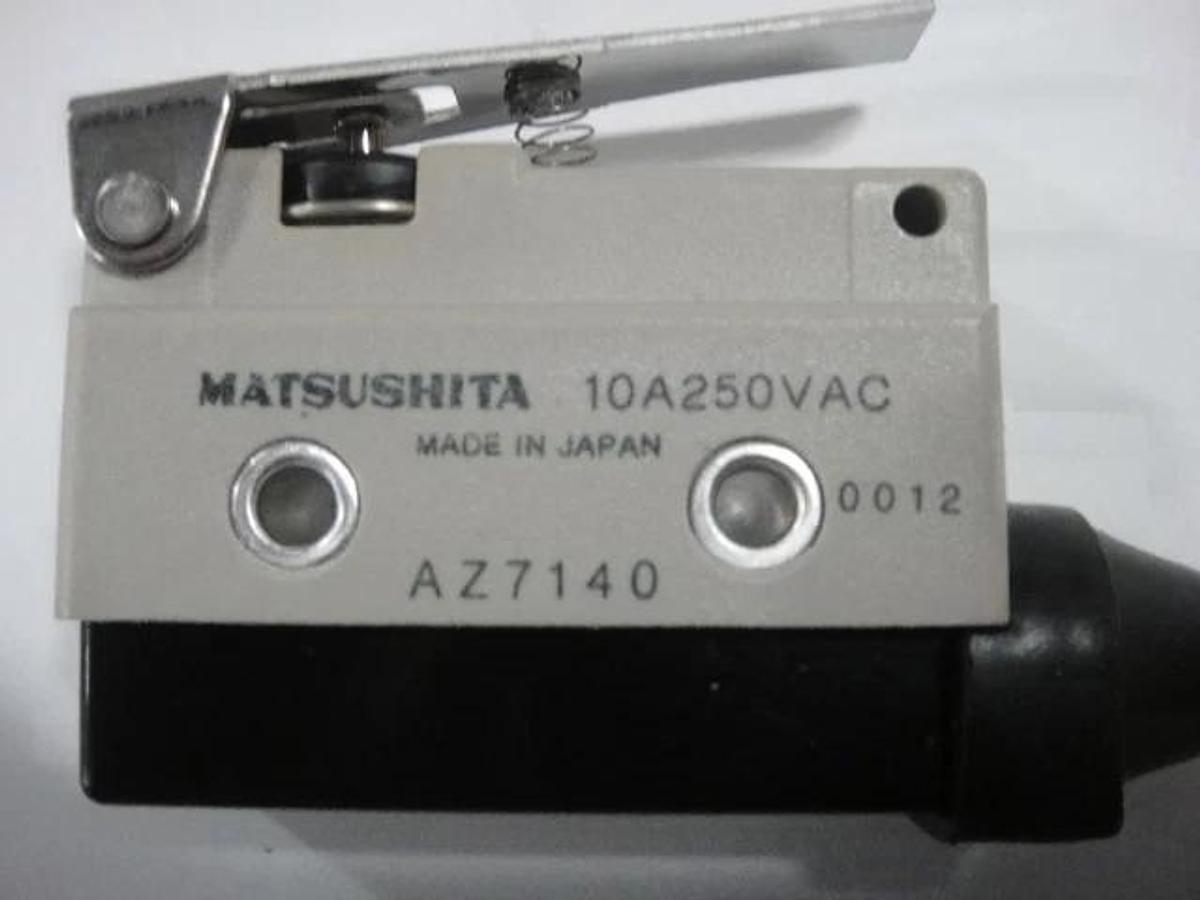 MATSUSHITA 10A250VAC
MADE IN JAPAN
0012
AZ7140